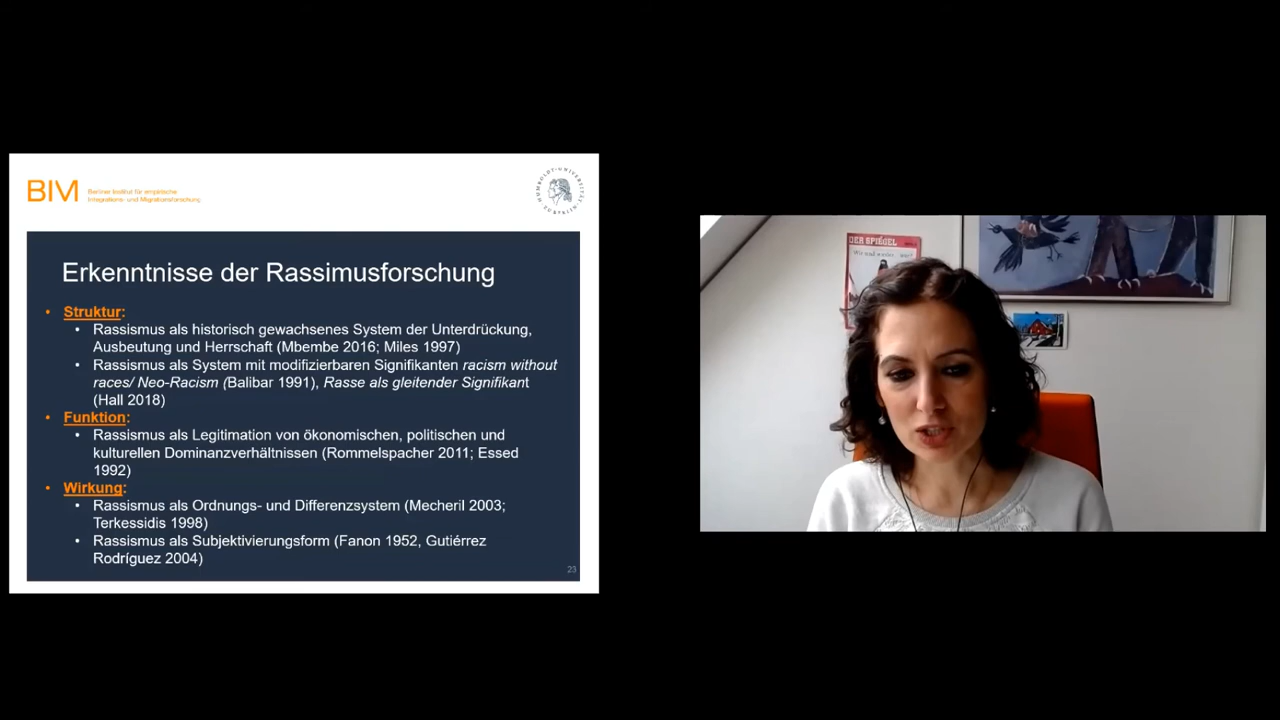 BIM
Berliner Institut für empirische
Integrations- und Migrationsforschung
HUMBOLDT-UNIVERSITÄT
ZU BERLIN
Erkenntnisse der Rassimusforschung
• Struktur:
• Rassismus als historisch gewachsenes System der Unterdrückung,
Ausbeutung und Herrschaft (Mbembe 2016; Miles 1997)
• Rassismus als System mit modifizierbaren Signifikanten racism without
races/ Neo-Racism (Balibar 1991), Rasse als gleitender Signifikant
(Hall 2018)
• Funktion:
• Rassismus als Legitimation von ökonomischen, politischen und
kulturellen Dominanzverhältnissen (Rommelspacher 2011; Essed
1992)
• Wirkung:
• Rassismus als Ordnungs- und Differenzsystem (Mecheril 2003;
Terkessidis 1998)
• Rassismus als Subjektivierungsform (Fanon 1952, Gutiérrez
Rodríguez 2004)
23
DER SPIEGEL